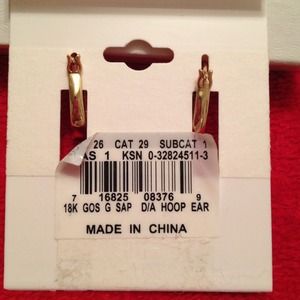 26 CAT 29 SUBCAT 1
AS 1 KSN 0-32824511-3
7 16825 08376 9
18K GOS G SAP D/A HOOP EAR
MADE IN CHINA